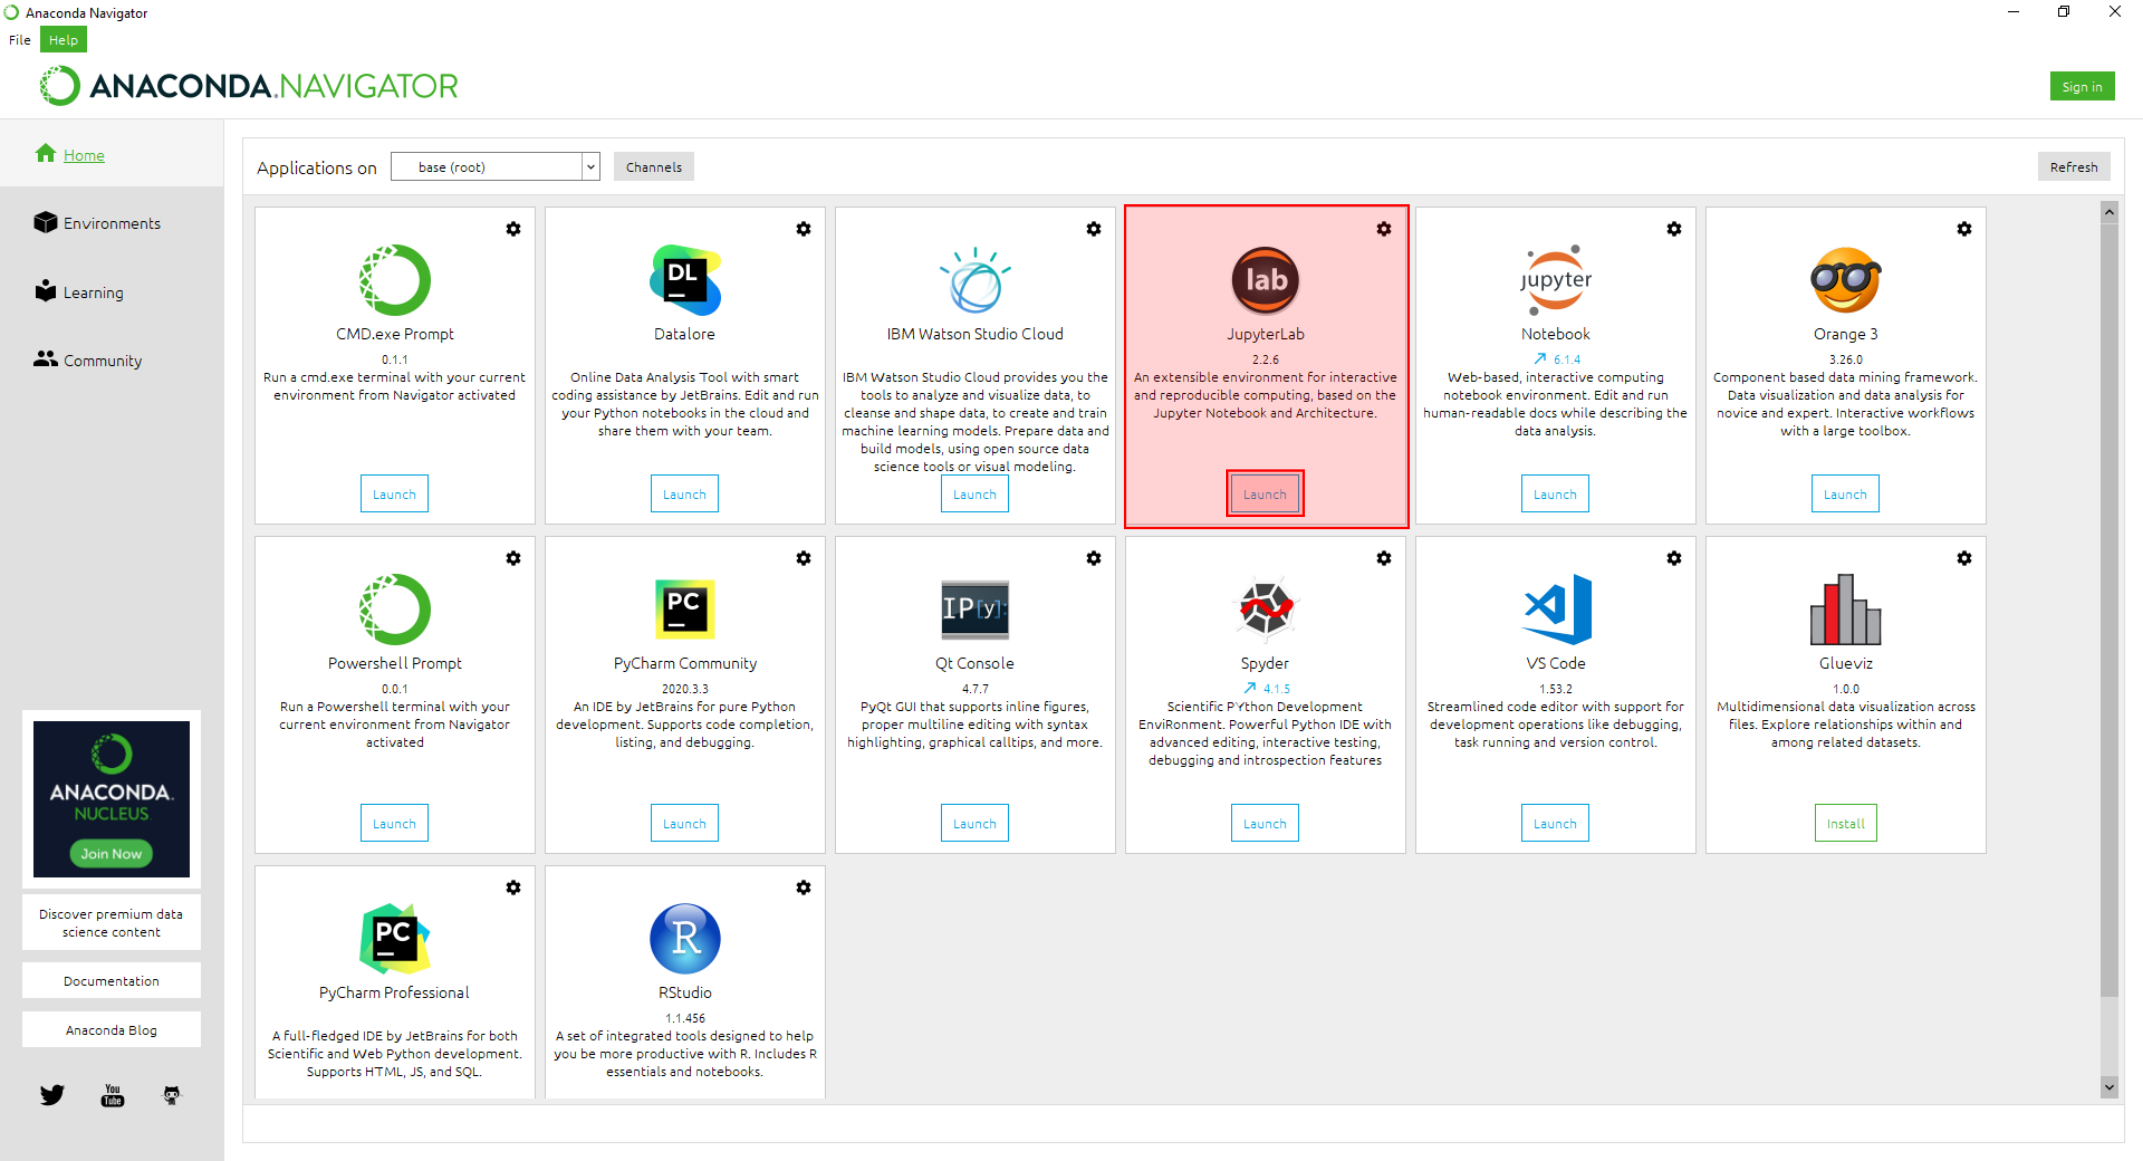 Anaconda Navigator
File Help
ANACONDA.NAVIGATOR
Sign in
Home
Environments
Learning
Community
Applications on base (root) Channels
Refresh
CMD.exe Prompt
0.1.1
Run a cmd.exe terminal with your current
environment from Navigator activated
Launch
DL
Datalore
Online Data Analysis Tool with smart
coding assistance by JetBrains. Edit and run
your Python notebooks in the cloud and
share them with your team.
Launch
IBM Watson Studio Cloud
IBM Watson Studio Cloud provides you the
tools to analyze and visualize data, to
cleanse and shape data, to create and train
machine learning models. Prepare data and
build models, using open source data
science tools or visual modeling.
Launch
lab
JupyterLab
2.2.6
An extensible environment for interactive
and reproducible computing, based on the
Jupyter Notebook and Architecture.
Launch
jupyter
Notebook
6.1.4
Web-based, interactive computing
notebook environment. Edit and run
human-readable docs while describing the
data analysis.
Launch
Orange 3
3.26.0
Component based data mining framework.
Data visualization and data analysis for
novice and expert. Interactive workflows
with a large toolbox.
Launch
Powershell Prompt
0.0.1
Run a Powershell terminal with your
current environment from Navigator
activated
Launch
PC
PyCharm Community
2020.3.3
An IDE by JetBrains for pure Python
development. Supports code completion,
listing, and debugging.
Launch
IP[y]:
Qt Console
4.7.7
PyQt GUI that supports inline figures,
proper multiline editing with syntax
highlighting, graphical calltips, and more.
Launch
Spyder
4.1.5
Scientific PYthon Development
EnviRonment. Powerful Python IDE with
advanced editing, interactive testing,
debugging and introspection features
Launch
VS Code
1.53.2
Streamlined code editor with support for
development operations like debugging,
task running and version control.
Launch
Glueviz
1.0.0
Multidimensional data visualization across
files. Explore relationships within and
among related datasets.
Install
PC
PyCharm Professional
A full-fledged IDE by JetBrains for both
Scientific and Web Python development.
Supports HTML, JS, and SQL.
R
RStudio
1.1.456
A set of integrated tools designed to help
you be more productive with R. Includes R
essentials and notebooks.
ANACONDA.
NUCLEUS
Join Now
Discover premium data
science content
Documentation
Anaconda Blog
You
Tube